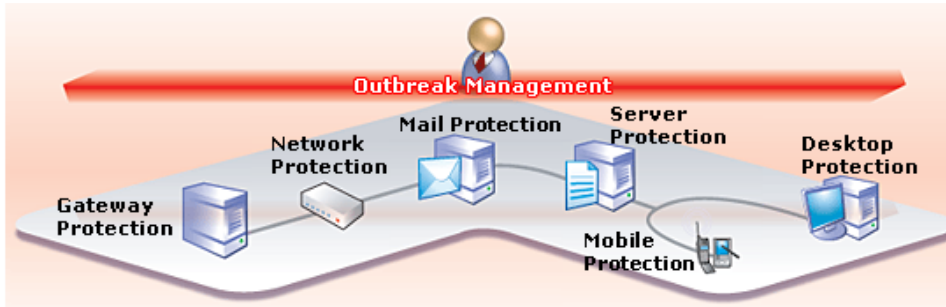 Outbreak Management
Mail Protection
Server
Protection
Network
Protection
Desktop
Protection
Gateway
Protection
Mobile
Protection